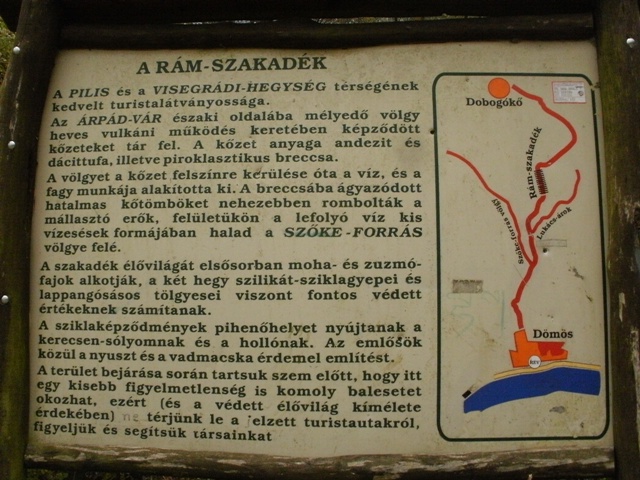 A RÁM-SZAKADÉK
A PILIS és a VISEGRÁDI-HEGYSÉG térségének
kedvelt turistalátványossága.
Az ÁRPÁD-VÁR északi oldalába mélyedő völgy
heves vulkáni működés keretében képződött
kőzeteket tár fel. A kőzet anyaga andezit és
dácittufa, illetve piroklasztikus breccsa.
A völgyet a kőzet felszínre kerülése óta a víz, és a
fagy munkája alakította ki. A breccsába ágyazódott
hatalmas kőtömböket nehezebben rombolták a
mállasztó erők, felületükön a lefolyó víz kis
vízesések formájában halad a SZŐKE-FORRÁS
völgye felé.
A szakadék élővilágát elsősorban moha- és zuzmó-
fajok alkotják, a két hegy szilikát-sziklagyepei és
lappangósásos tölgyesei viszont fontos védett
értékeknek számítanak.
A sziklaképződmények pihenőhelyet nyújtanak a
kerecsen-sólyomnak és a hollónak. Az emlősök
közül a nyuszt és a vadmacska érdemel említést.
A terület bejárása során tartsuk szem előtt, hogy itt
egy kisebb figyelmetlenség is komoly balesetet
okozhat, ezért (és a védett élővilág kímélete
érdekében) ne térjünk le a elzett turistautakról,
figyeljük és segítsük társainkat
Dobogókő
Rám-szakadék
Lukács-árok
Szőke-forrás völgy
Dömös
RÉV